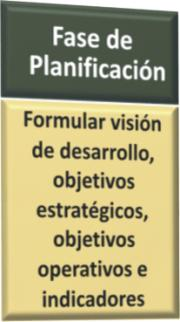 Fase de
Planificación
Formular visión
de desarrollo,
objetivos
estratégicos,
objetivos
operativos e
indicadores